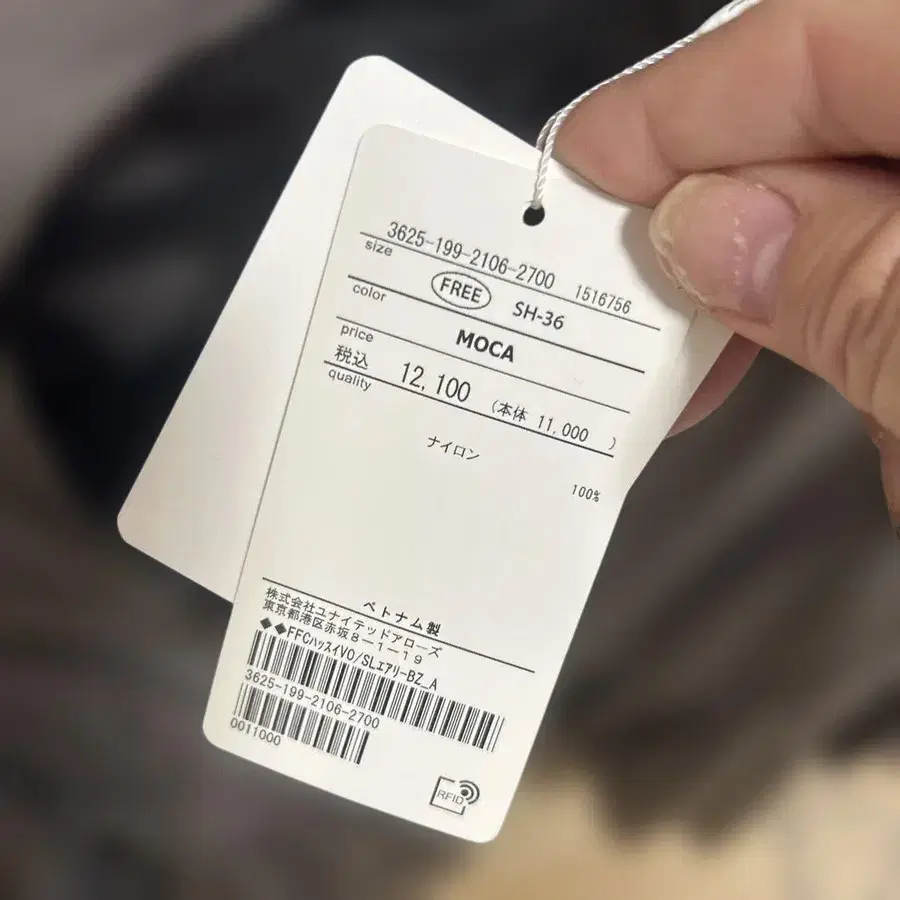 3625-199-2106-2700 1516756
size FREE SH-36
color MOCA
price
税込 12,100 (本体 11,000 )
quality
ナイロン
100%
ベトナム製
株式会社ユナイテッドアローズ
東京都港区赤坂8-1-19
◆◆FFCﾊｯｽｲVO/SLｴｱﾘｰBZ_A
3625-199-2106-2700
0011000
RFID